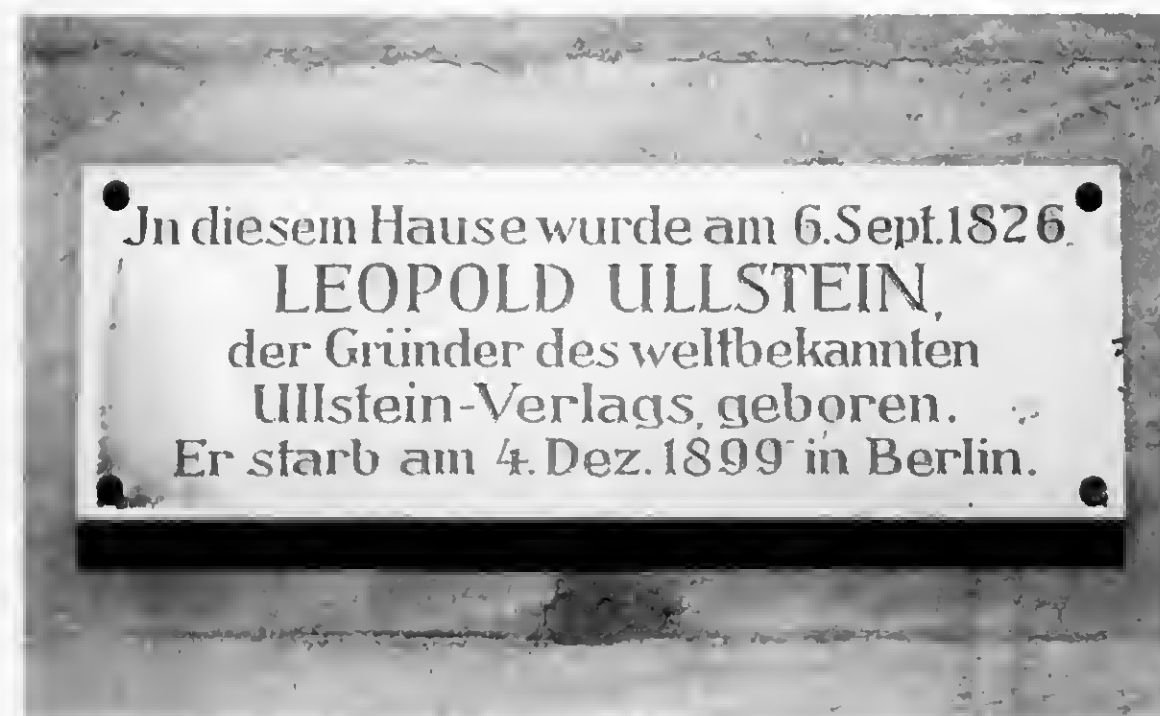 Jn diesem Hause wurde am 6.Sept.1826
LEOPOLD ULLSTEIN,
der Gründer des weltbekannten
Ullstein-Verlags, geboren.
Er starb am 4. Dez. 1899 in Berlin.